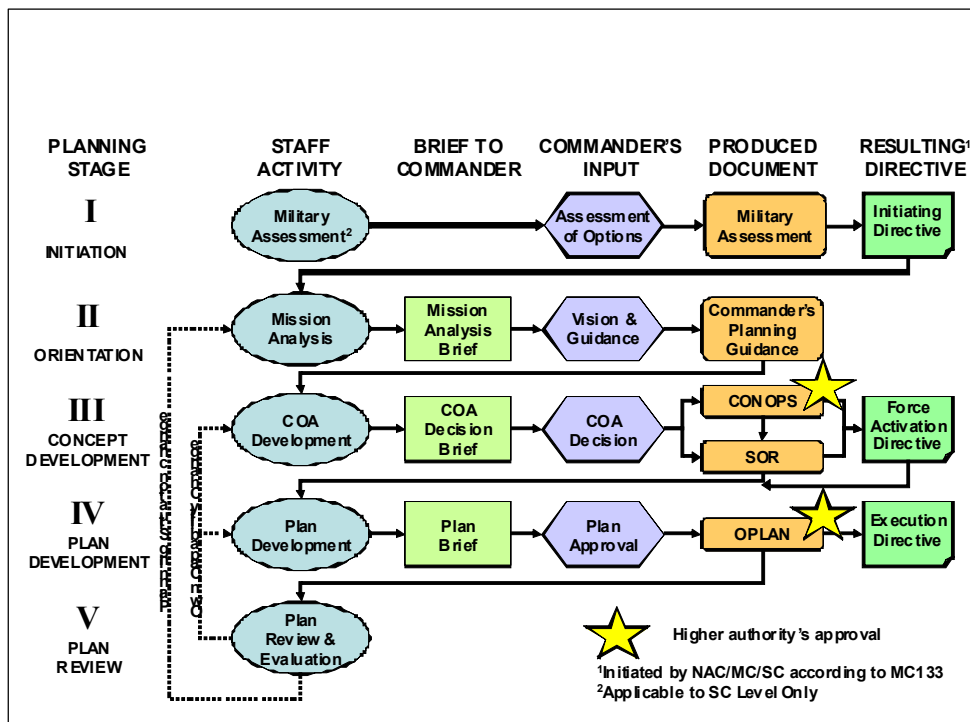 PLANNING
STAGE
STAFF
ACTIVITY
BRIEF TO
COMMANDER
COMMANDER'S
INPUT
PRODUCED
DOCUMENT
RESULTING¹
DIRECTIVE
I
INITIATION
Military
Assessment²
Assessment
of Options
Military
Assessment
Initiating
Directive
II
ORIENTATION
Mission
Analysis
Mission
Analysis
Brief
Vision &
Guidance
Commander's
Planning
Guidance
III
CONCEPT
DEVELOPMENT
COA
Development
COA
Decision
Brief
COA
Decision
CONOPS
SOR
Force
Activation
Directive
Own Capability Change
IV
PLAN
DEVELOPMENT
Plan
Development
Plan
Brief
Plan
Approval
OPLAN
Execution
Directive
V
PLAN
REVIEW
Plan
Review &
Evaluation
Higher authority's approval
¹Initiated by NAC/MC/SC according to MC133
²Applicable to SC Level Only